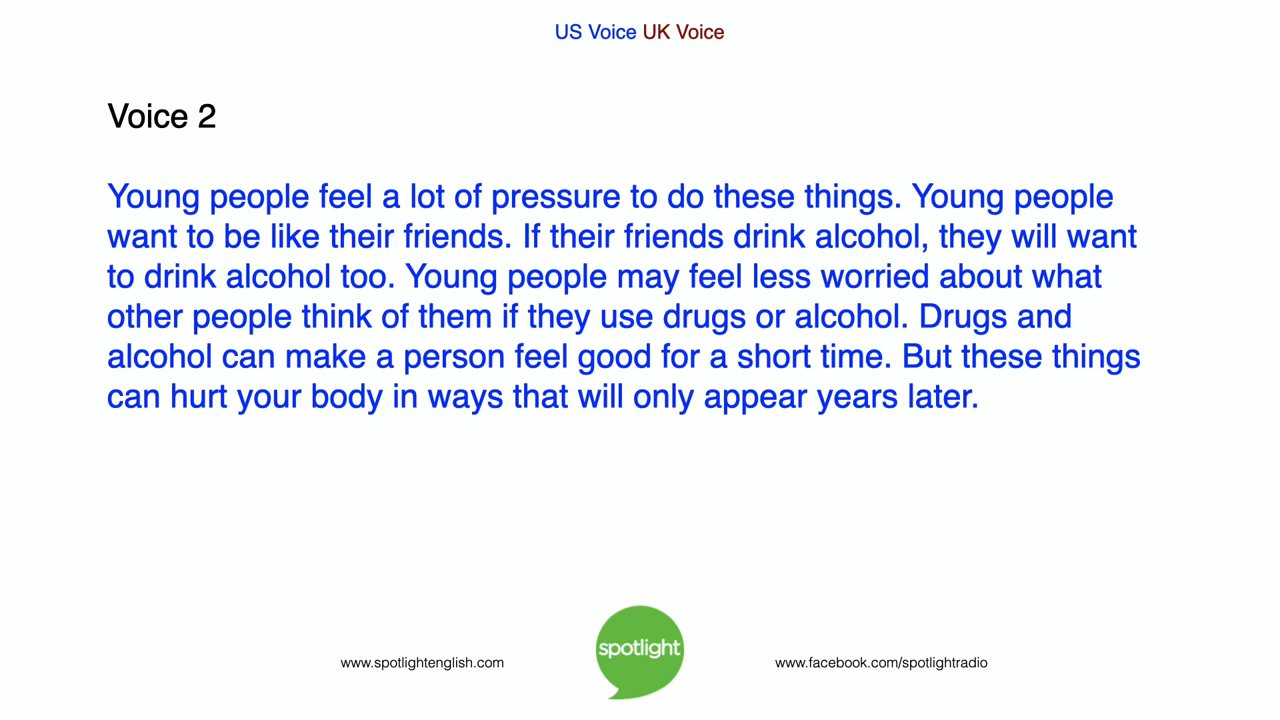 US Voice UK Voice
Voice 2
Young people feel a lot of pressure to do these things. Young people
want to be like their friends. If their friends drink alcohol, they will want
to drink alcohol too. Young people may feel less worried about what
other people think of them if they use drugs or alcohol. Drugs and
alcohol can make a person feel good for a short time. But these things
can hurt your body in ways that will only appear years later.
spotlight
www.spotlightenglish.com
www.facebook.com/spotlightradio